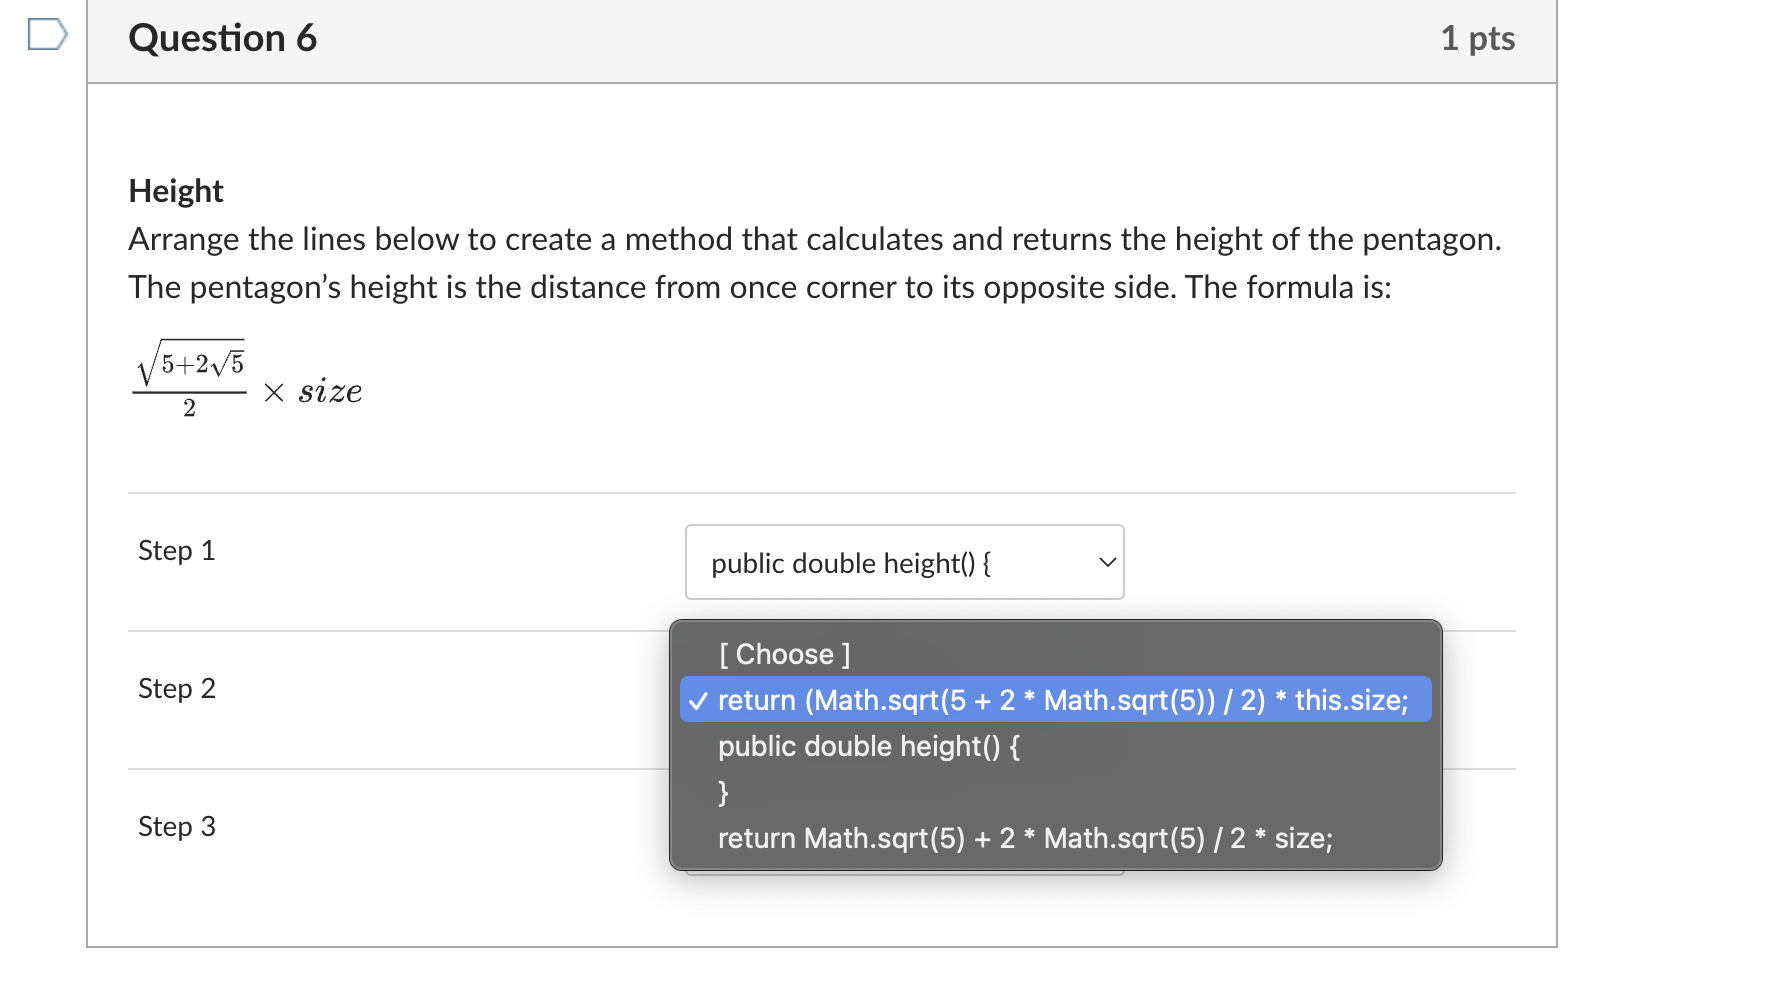 Question 6
1 pts
Height
Arrange the lines below to create a method that calculates and returns the height of the pentagon.
The pentagon’s height is the distance from once corner to its opposite side. The formula is:
√(5+2√5)/2 × size
Step 1
public double height() {
[ Choose ]
Step 2
✓ return (Math.sqrt(5 + 2 * Math.sqrt(5)) / 2) * this.size;
public double height() {
}
Step 3
return Math.sqrt(5) + 2 * Math.sqrt(5) / 2 * size;